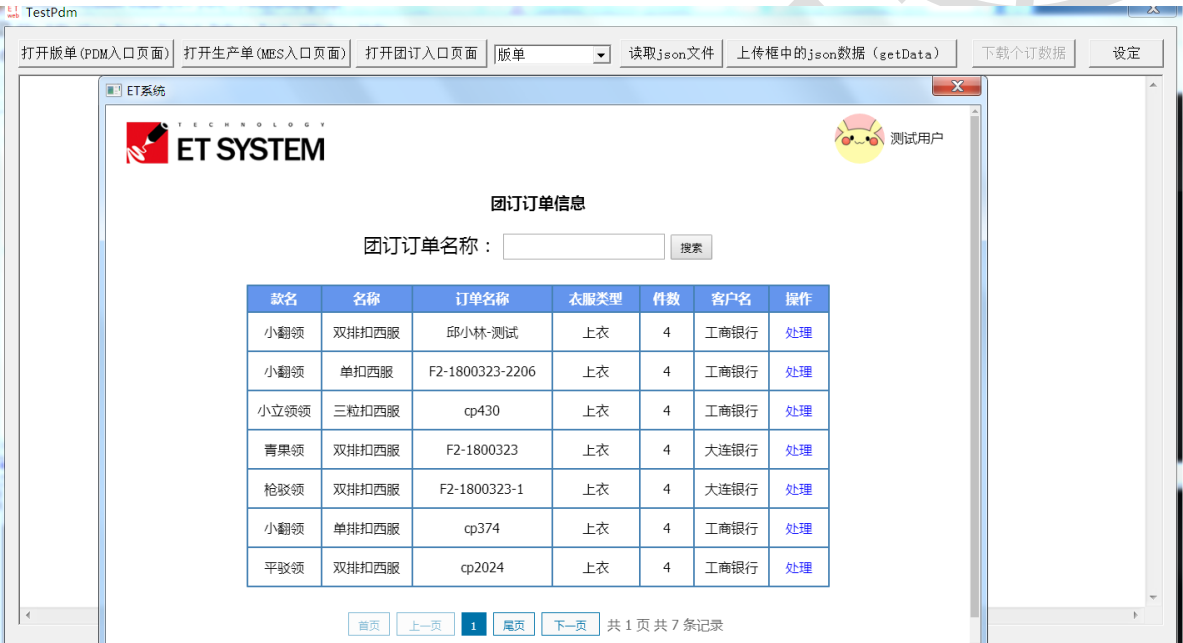 TestPdm
打开版单(PDM入口页面) 打开生产单(MES入口页面) 打开团订入口页面 版单 读取json文件 上传框中的json数据（getData） 下载个订数据 设定
ET系统
TECHNOLOGY
ET SYSTEM
测试用户
团订订单信息
团订订单名称： 搜索
款名 名称 订单名称 衣服类型 件数 客户名 操作
小翻领 双排扣西服 邱小林-测试 上衣 4 工商银行 处理
小翻领 单扣西服 F2-1800323-2206 上衣 4 工商银行 处理
小立领领 三粒扣西服 cp430 上衣 4 工商银行 处理
青果领 双排扣西服 F2-1800323 上衣 4 大连银行 处理
枪驳领 双排扣西服 F2-1800323-1 上衣 4 大连银行 处理
小翻领 单排扣西服 cp374 上衣 4 工商银行 处理
平驳领 双排扣西服 cp2024 上衣 4 工商银行 处理
首页 上一页 1 尾页 下一页 共 1 页 共 7 条记录